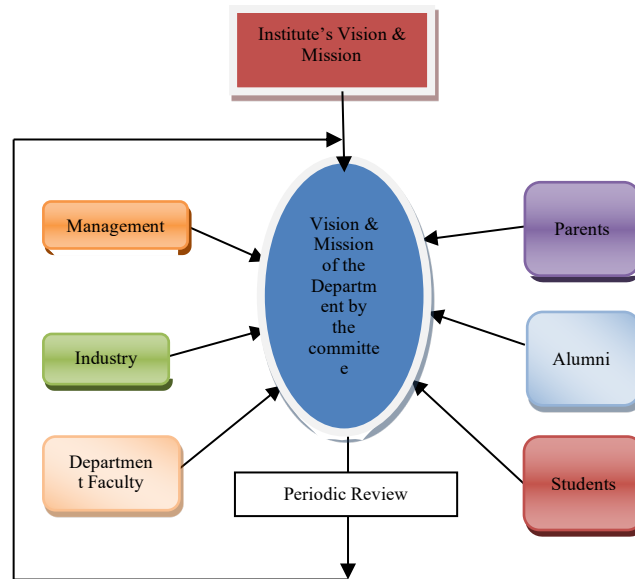 Institute’s Vision &
Mission
Management
Vision &
Mission
of the
Departm
ent by
the
committe
e
Parents
Industry
Alumni
Departmen
t Faculty
Students
Periodic Review